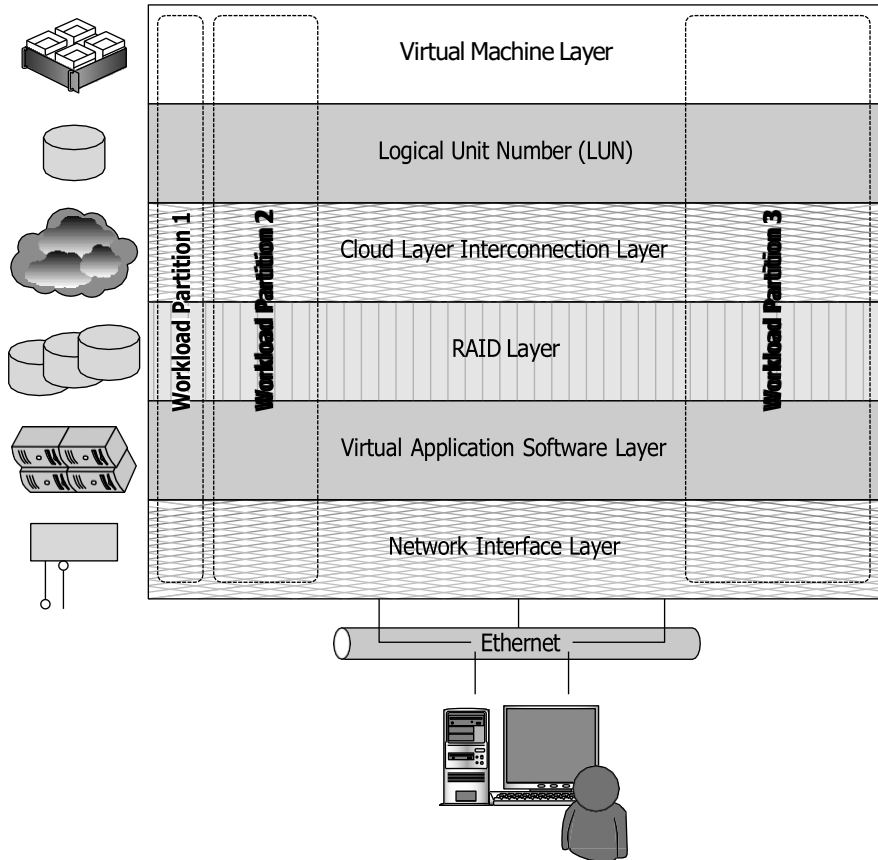 Virtual Machine Layer
Logical Unit Number (LUN)
Cloud Layer Interconnection Layer
RAID Layer
Virtual Application Software Layer
Network Interface Layer
Workload Partition 1
Workload Partition 2
Workload Partition 3
Ethernet